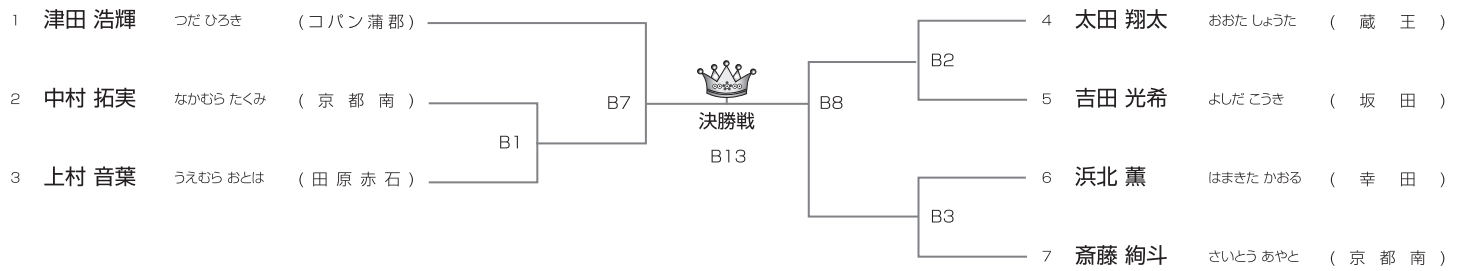 1 津田 浩輝 つだ ひろき (コパン蒲郡)
2 中村 拓実 なかむら たくみ (京都南)
3 上村 音葉 うえむら おとは (田原赤石)
B1
B7
決勝戦
B13
B8
B2
B3
4 太田 翔太 おおた しょうた (蔵王)
5 吉田 光希 よしだ こうき (坂田)
6 浜北 薫 はまきた かおる (幸田)
7 斎藤 絢斗 さいとう あやと (京都南)